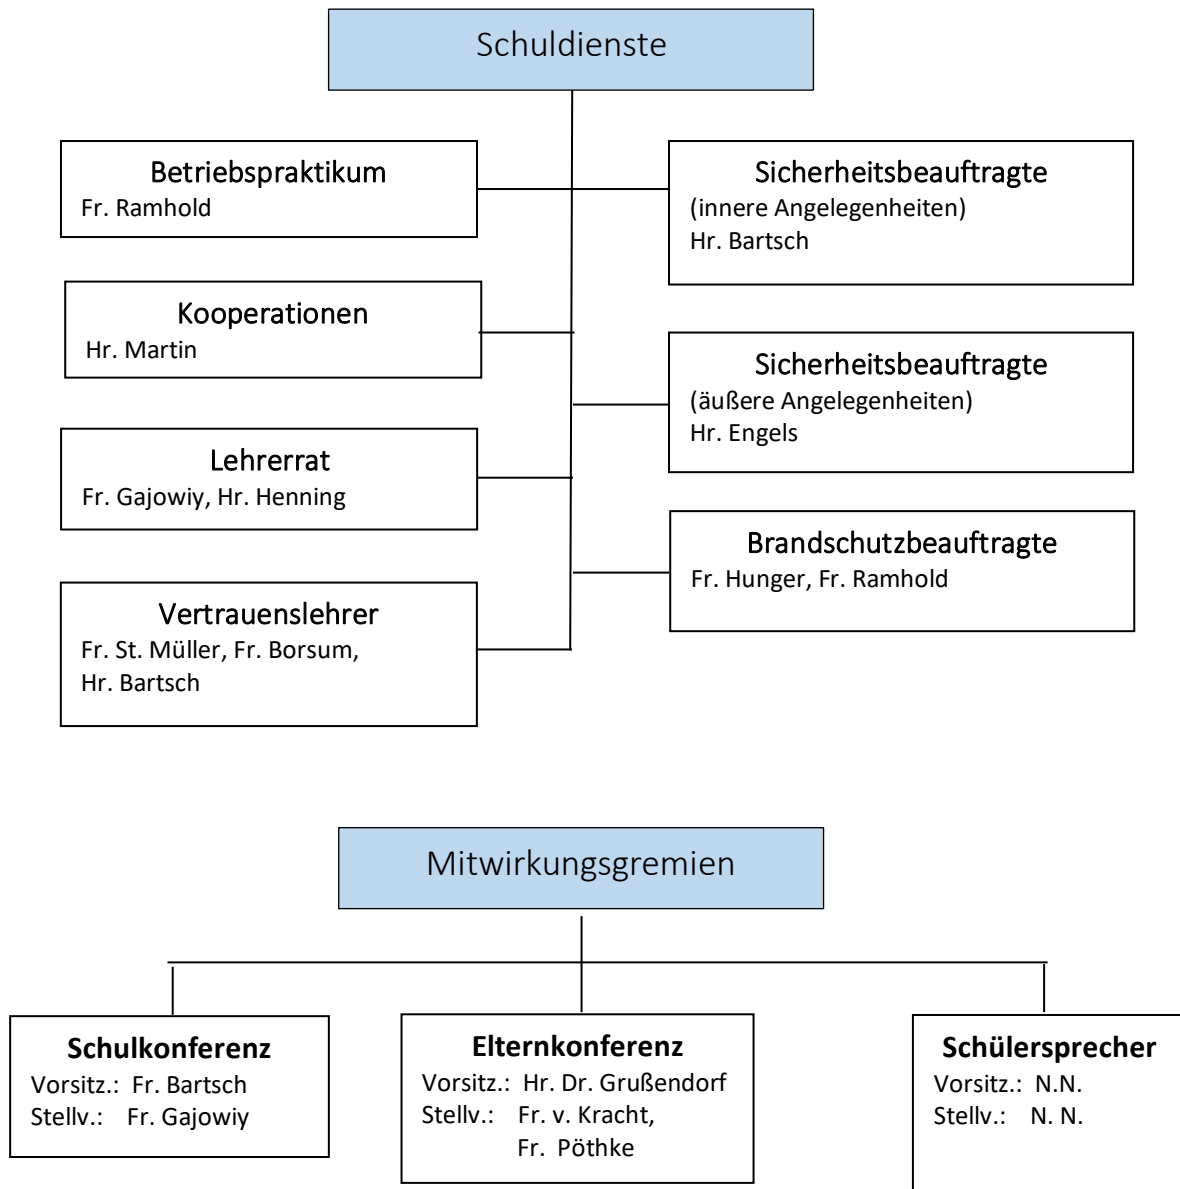 Schuldienste
Betriebspraktikum
Fr. Ramhold
Sicherheitsbeauftragte
(innere Angelegenheiten)
Hr. Bartsch
Kooperationen
Hr. Martin
Sicherheitsbeauftragte
(äußere Angelegenheiten)
Hr. Engels
Lehrerrat
Fr. Gajowiy, Hr. Henning
Brandschutzbeauftragte
Fr. Hunger, Fr. Ramhold
Vertrauenslehrer
Fr. St. Müller, Fr. Borsum,
Hr. Bartsch
Mitwirkungsgremien
Schulkonferenz
Vorsitz.: Fr. Bartsch
Stellv.: Fr. Gajowiy
Elternkonferenz
Vorsitz.: Hr. Dr. Grußendorf
Stellv.: Fr. v. Kracht,
Fr. Pöthke
Schülersprecher
Vorsitz.: N.N.
Stellv.: N. N.